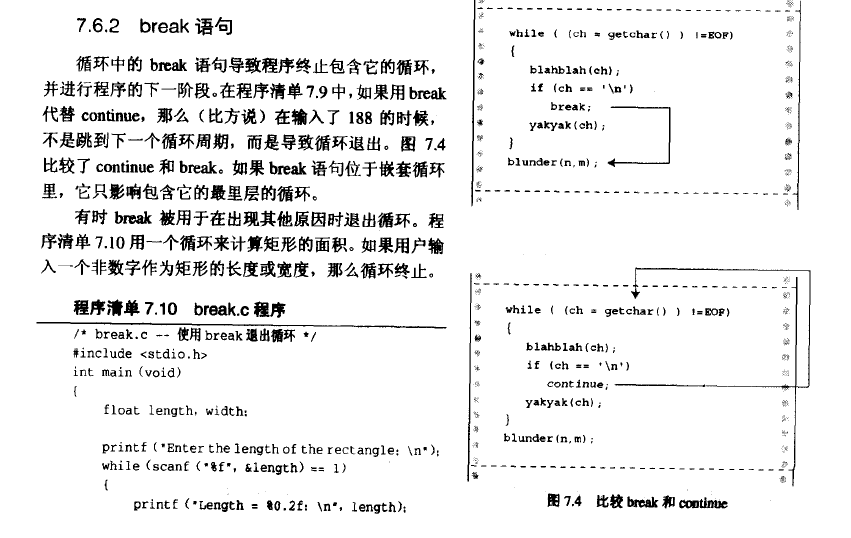 7.6.2 break 语句
循环中的 break 语句导致程序终止包含它的循环，
并进行程序的下一阶段。在程序清单 7.9 中，如果用 break
代替 continue，那么（比方说）在输入了 188 的时候，
不是跳到下一个循环周期，而是导致循环退出。图 7.4
比较了 continue 和 break。如果 break 语句位于嵌套循环
里，它只影响包含它的最里层的循环。
有时 break 被用于在出现其他原因时退出循环。程
序清单 7.10 用一个循环来计算矩形的面积。如果用户输
入一个非数字作为矩形的长度或宽度，那么循环终止。
程序清单 7.10 break.c 程序
/* break.c -- 使用 break 退出循环 */
#include <stdio.h>
int main (void)
{
float length, width;
printf ("Enter the length of the rectangle: \n");
while (scanf ("%f", &length) == 1)
{
printf ("Length = %0.2f: \n", length);
while ( (ch = getchar() ) !=EOF)
{
blahblah(ch);
if (ch == '\n')
break;
yakyak(ch);
}
blunder(n,m);
while ( (ch = getchar() ) !=EOF)
{
blahblah(ch);
if (ch == '\n')
continue;
yakyak(ch);
}
blunder(n,m);
图 7.4 比较 break 和 continue